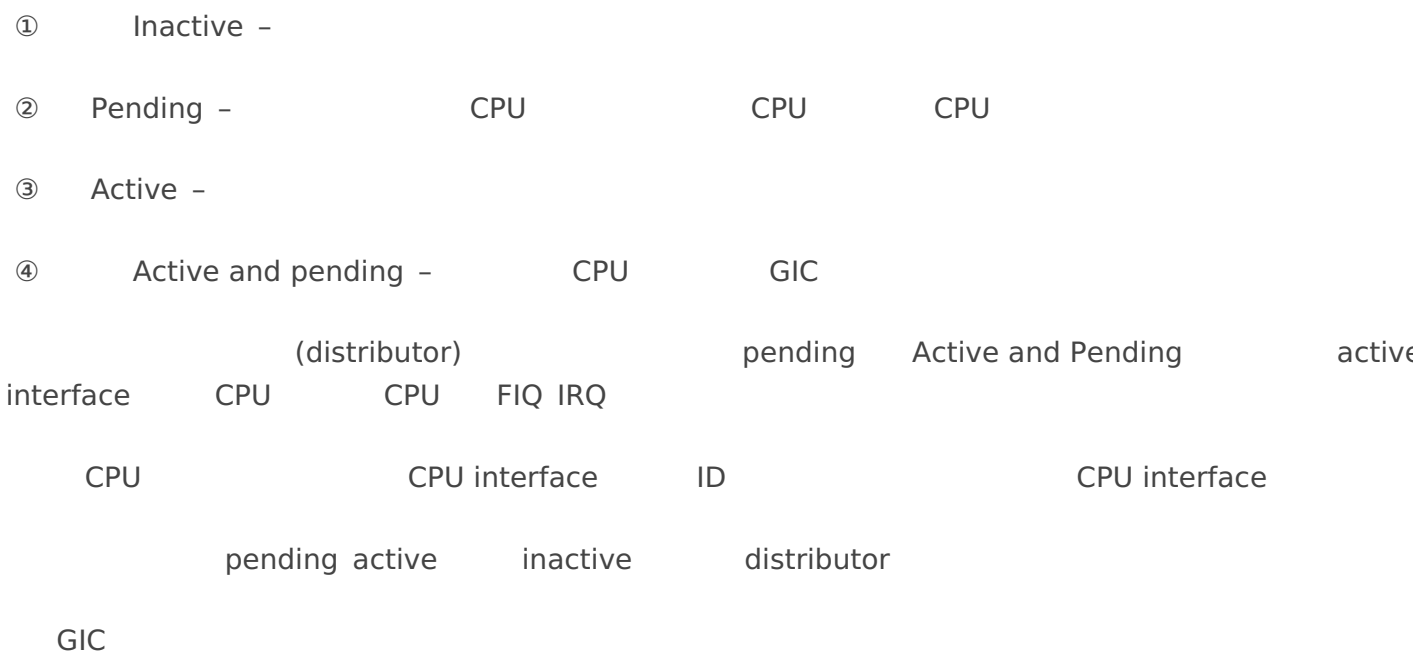 ① Inactive –
② Pending – CPU CPU CPU
③ Active –
④ Active and pending – CPU GIC
(distributor) pending Active and Pending active
interface CPU CPU FIQ IRQ
CPU CPU interface ID CPU interface
pending active inactive distributor
GIC